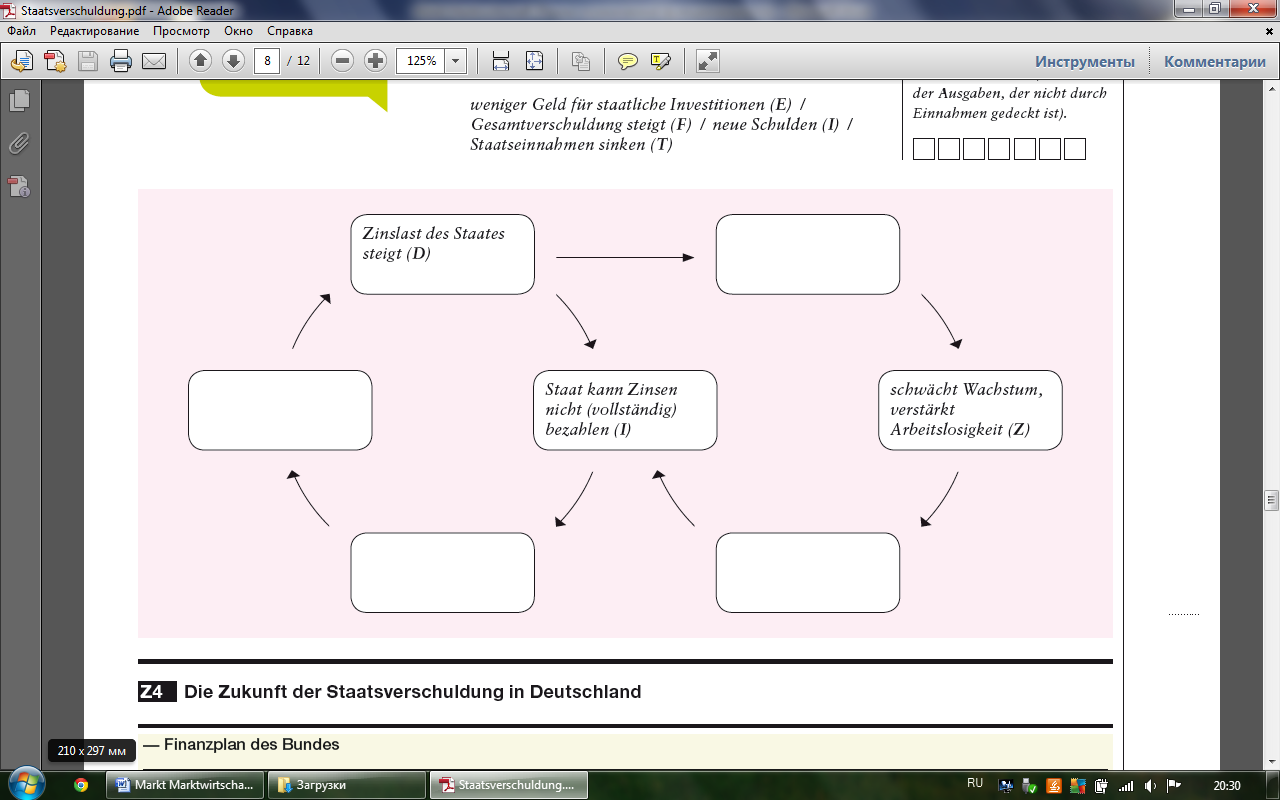 Staatsverschuldung.pdf - Adobe Reader
Файл Редактирование Просмотр Окно Справка
8 / 12 125% Инструменты Комментарии
weniger Geld für staatliche Investitionen (E) /
Gesamtverschuldung steigt (F) / neue Schulden (I) /
Staatseinnahmen sinken (T)
der Ausgaben, der nicht durch
Einnahmen gedeckt ist).
Zinslast des Staates
steigt (D)
Staat kann Zinsen
nicht (vollständig)
bezahlen (I)
schwächt Wachstum,
verstärkt
Arbeitslosigkeit (Z)
Z4 Die Zukunft der Staatsverschuldung in Deutschland
— Finanzplan des Bundes
210 x 297 мм
Markt Marktwirtscha... Загрузки Staatsverschuldung.... RU 20:30